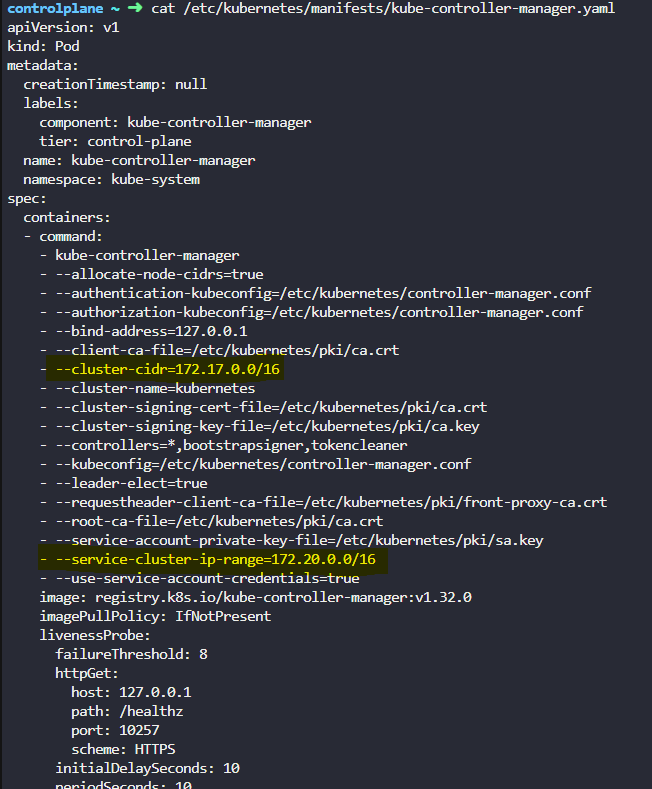 controlplane ~ ➜ cat /etc/kubernetes/manifests/kube-controller-manager.yaml
apiVersion: v1
kind: Pod
metadata:
  creationTimestamp: null
  labels:
    component: kube-controller-manager
    tier: control-plane
  name: kube-controller-manager
  namespace: kube-system
spec:
  containers:
  - command:
    - kube-controller-manager
    - --allocate-node-cidrs=true
    - --authentication-kubeconfig=/etc/kubernetes/controller-manager.conf
    - --authorization-kubeconfig=/etc/kubernetes/controller-manager.conf
    - --bind-address=127.0.0.1
    - --client-ca-file=/etc/kubernetes/pki/ca.crt
    - --cluster-cidr=172.17.0.0/16
    - --cluster-name=kubernetes
    - --cluster-signing-cert-file=/etc/kubernetes/pki/ca.crt
    - --cluster-signing-key-file=/etc/kubernetes/pki/ca.key
    - --controllers=*,bootstrapsigner,tokencleaner
    - --kubeconfig=/etc/kubernetes/controller-manager.conf
    - --leader-elect=true
    - --requestheader-client-ca-file=/etc/kubernetes/pki/front-proxy-ca.crt
    - --root-ca-file=/etc/kubernetes/pki/ca.crt
    - --service-account-private-key-file=/etc/kubernetes/pki/sa.key
    - --service-cluster-ip-range=172.20.0.0/16
    - --use-service-account-credentials=true
    image: registry.k8s.io/kube-controller-manager:v1.32.0
    imagePullPolicy: IfNotPresent
    livenessProbe:
      failureThreshold: 8
      httpGet:
        host: 127.0.0.1
        path: /healthz
        port: 10257
        scheme: HTTPS
      initialDelaySeconds: 10
      periodSeconds: 10